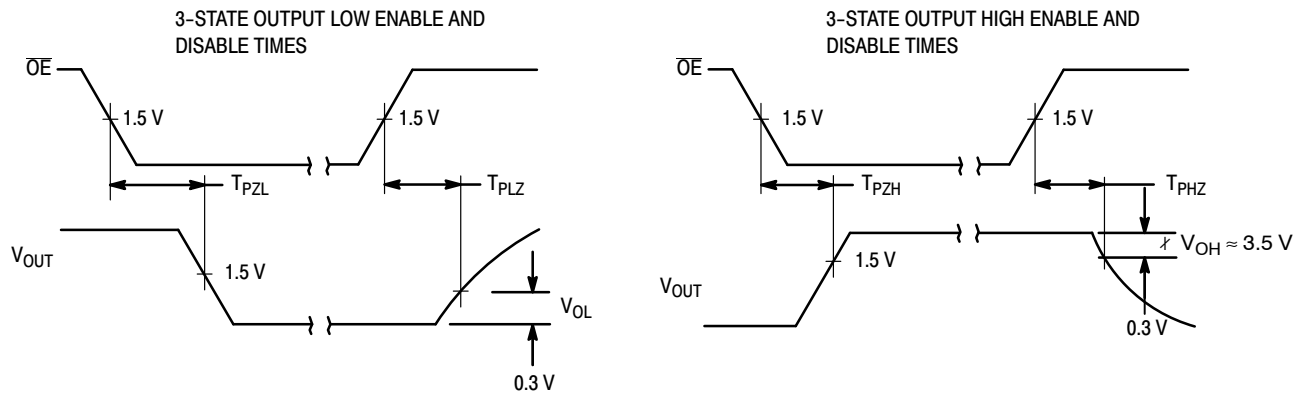 3-STATE OUTPUT LOW ENABLE AND
DISABLE TIMES
OE
1.5 V
1.5 V
TPZL
TPLZ
VOUT
1.5 V
VOL
0.3 V
3-STATE OUTPUT HIGH ENABLE AND
DISABLE TIMES
OE
1.5 V
1.5 V
TPZH
TPHZ
VOH ≈ 3.5 V
1.5 V
VOUT
0.3 V